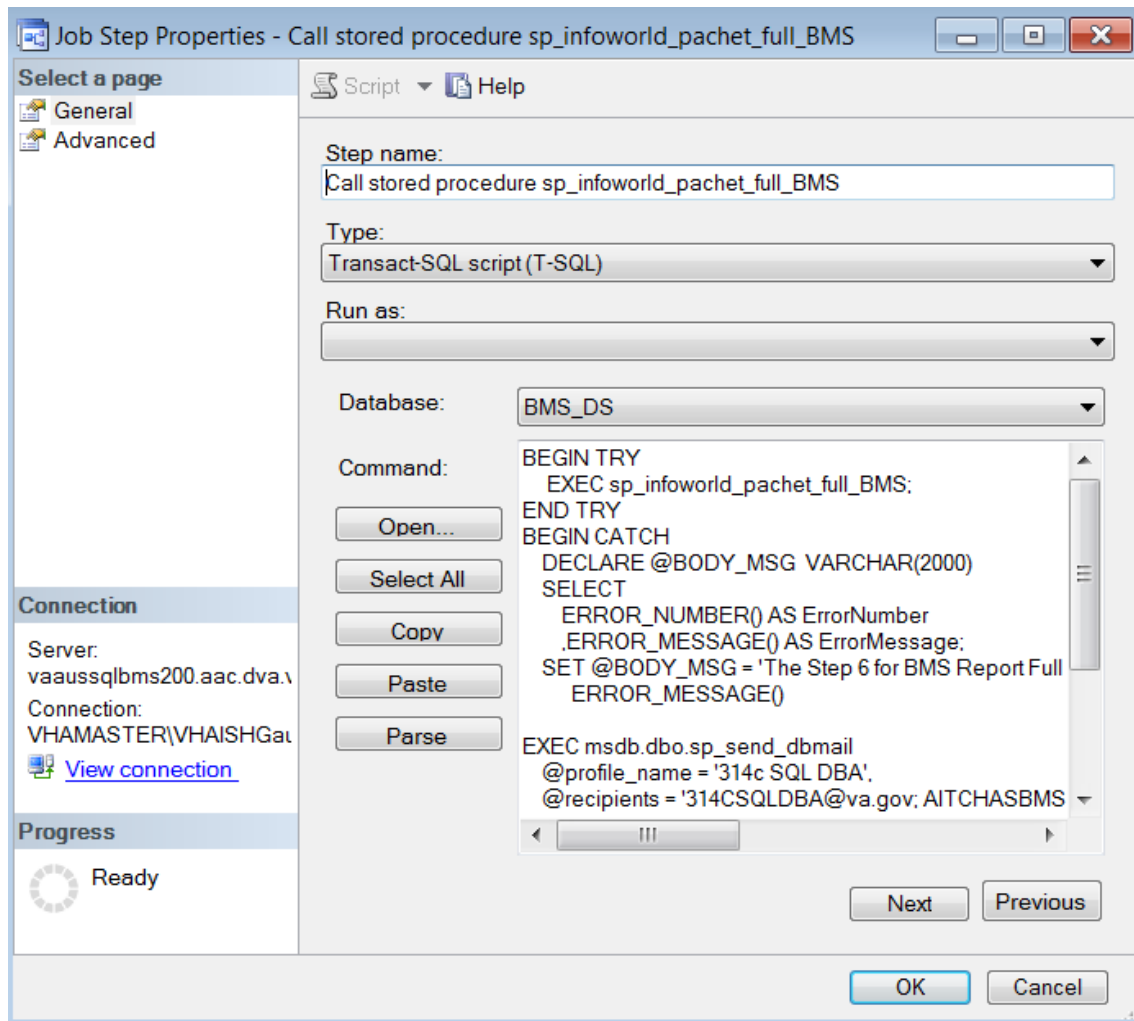 Job Step Properties - Call stored procedure sp_infoworld_pachet_full_BMS
Select a page
General
Advanced
Script
Help
Step name:
Call stored procedure sp_infoworld_pachet_full_BMS
Type:
Transact-SQL script (T-SQL)
Run as:
Database:
BMS_DS
Command:
Open...
Select All
Copy
Paste
Parse
BEGIN TRY
EXEC sp_infoworld_pachet_full_BMS;
END TRY
BEGIN CATCH
DECLARE @BODY_MSG VARCHAR(2000)
SELECT
ERROR_NUMBER() AS ErrorNumber
,ERROR_MESSAGE() AS ErrorMessage;
SET @BODY_MSG = 'The Step 6 for BMS Report Full
ERROR_MESSAGE()
EXEC msdb.dbo.sp_send_dbmail
@profile_name = '314c SQL DBA',
@recipients = '314CSQLDBA@va.gov; AITCHASBMS
Connection
Server:
vaaussqlbms200.aac.dva.v
Connection:
VHAMASTER\VHAISHGau
View connection
Progress
Ready
Next
Previous
OK
Cancel